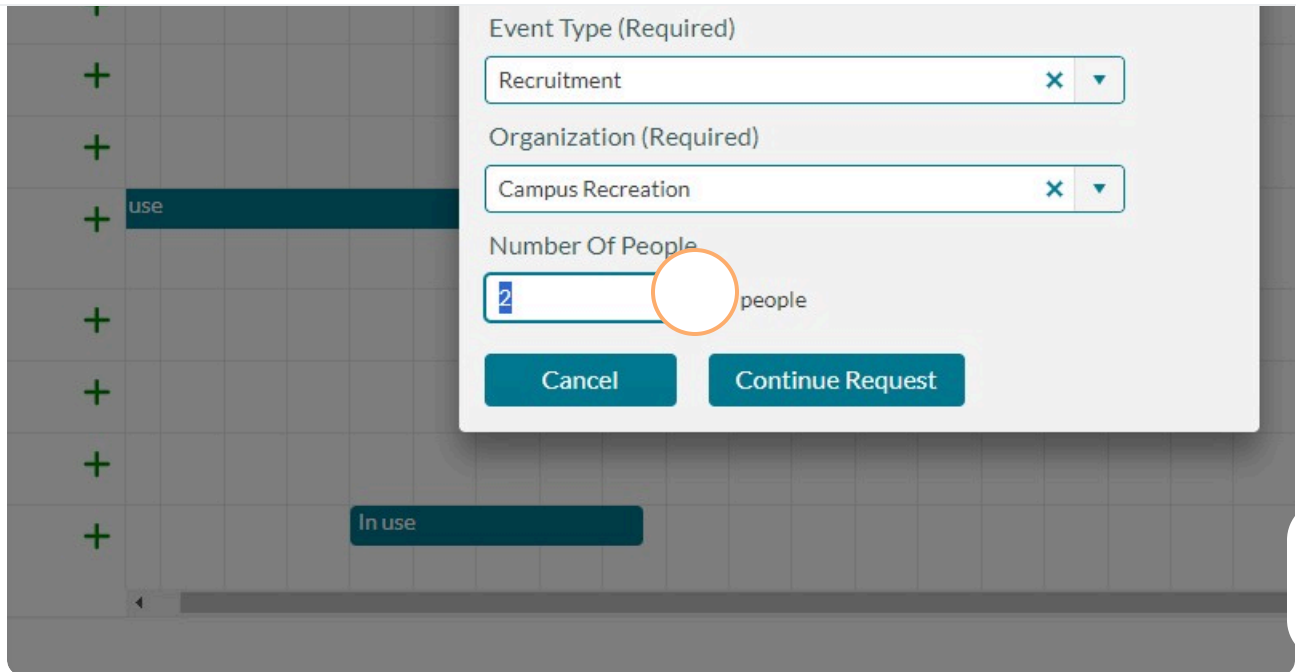 Event Type (Required)
Recruitment
Organization (Required)
Campus Recreation
use
Number Of People
2 people
Cancel Continue Request
In use